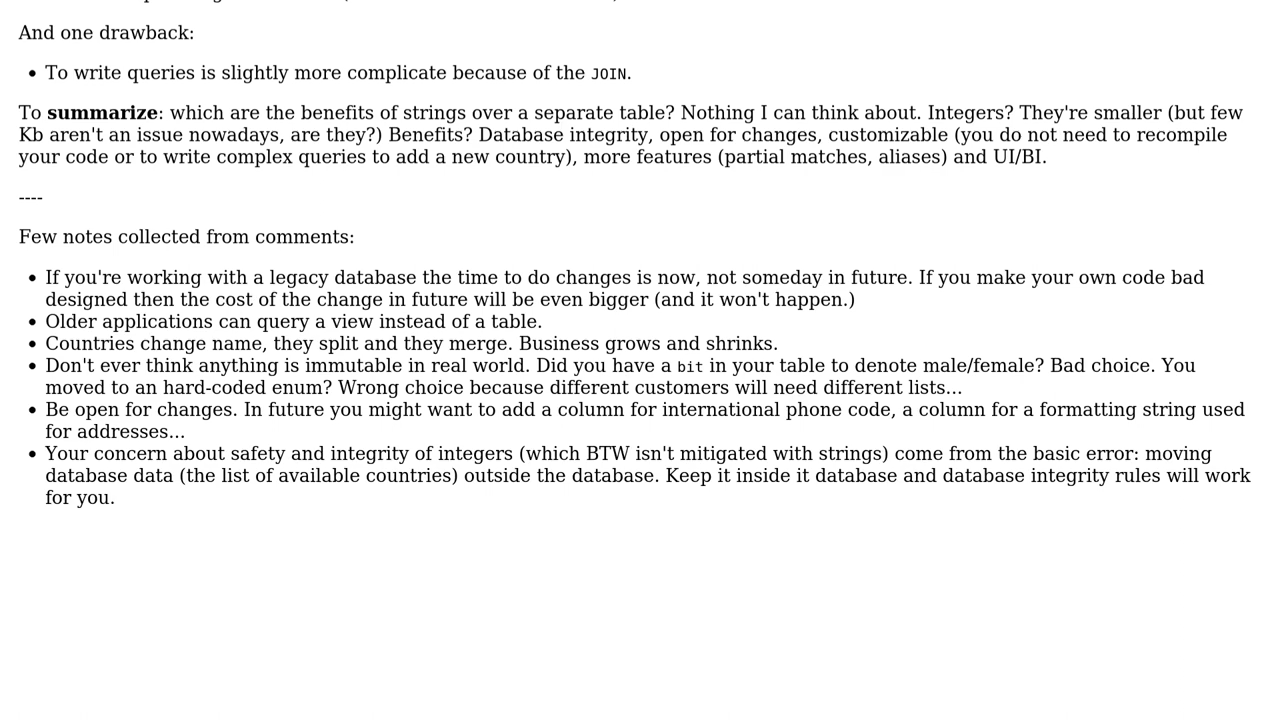 And one drawback:
• To write queries is slightly more complicate because of the JOIN.
To summarize: which are the benefits of strings over a separate table? Nothing I can think about. Integers? They're smaller (but few
Kb aren't an issue nowadays, are they?) Benefits? Database integrity, open for changes, customizable (you do not need to recompile
your code or to write complex queries to add a new country), more features (partial matches, aliases) and UI/BI.
----
Few notes collected from comments:
• If you're working with a legacy database the time to do changes is now, not someday in future. If you make your own code bad
designed then the cost of the change in future will be even bigger (and it won't happen.)
• Older applications can query a view instead of a table.
• Countries change name, they split and they merge. Business grows and shrinks.
• Don't ever think anything is immutable in real world. Did you have a bit in your table to denote male/female? Bad choice. You
moved to an hard-coded enum? Wrong choice because different customers will need different lists...
• Be open for changes. In future you might want to add a column for international phone code, a column for a formatting string used
for addresses...
• Your concern about safety and integrity of integers (which BTW isn't mitigated with strings) come from the basic error: moving
database data (the list of available countries) outside the database. Keep it inside it database and database integrity rules will work
for you.